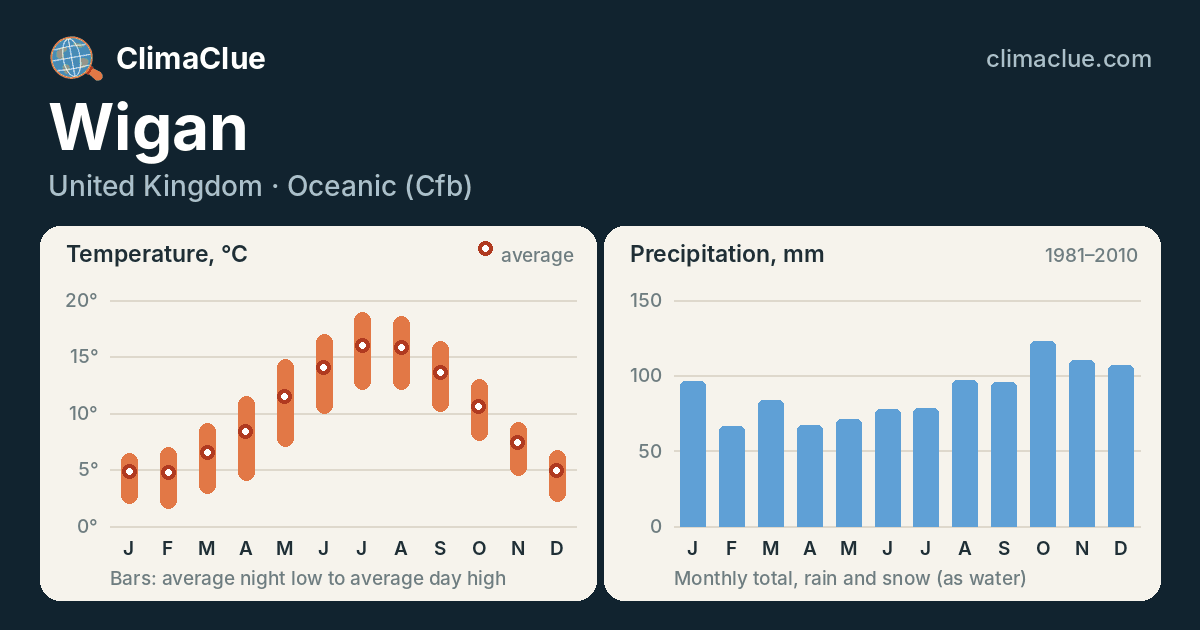 ClimaClue
climaclue.com
Wigan
United Kingdom · Oceanic (Cfb)
Temperature, °C
average
20°
15°
10°
5°
0°
J F M A M J J A S O N D
Bars: average night low to average day high
Precipitation, mm
1981–2010
150
100
50
0
J F M A M J J A S O N D
Monthly total, rain and snow (as water)